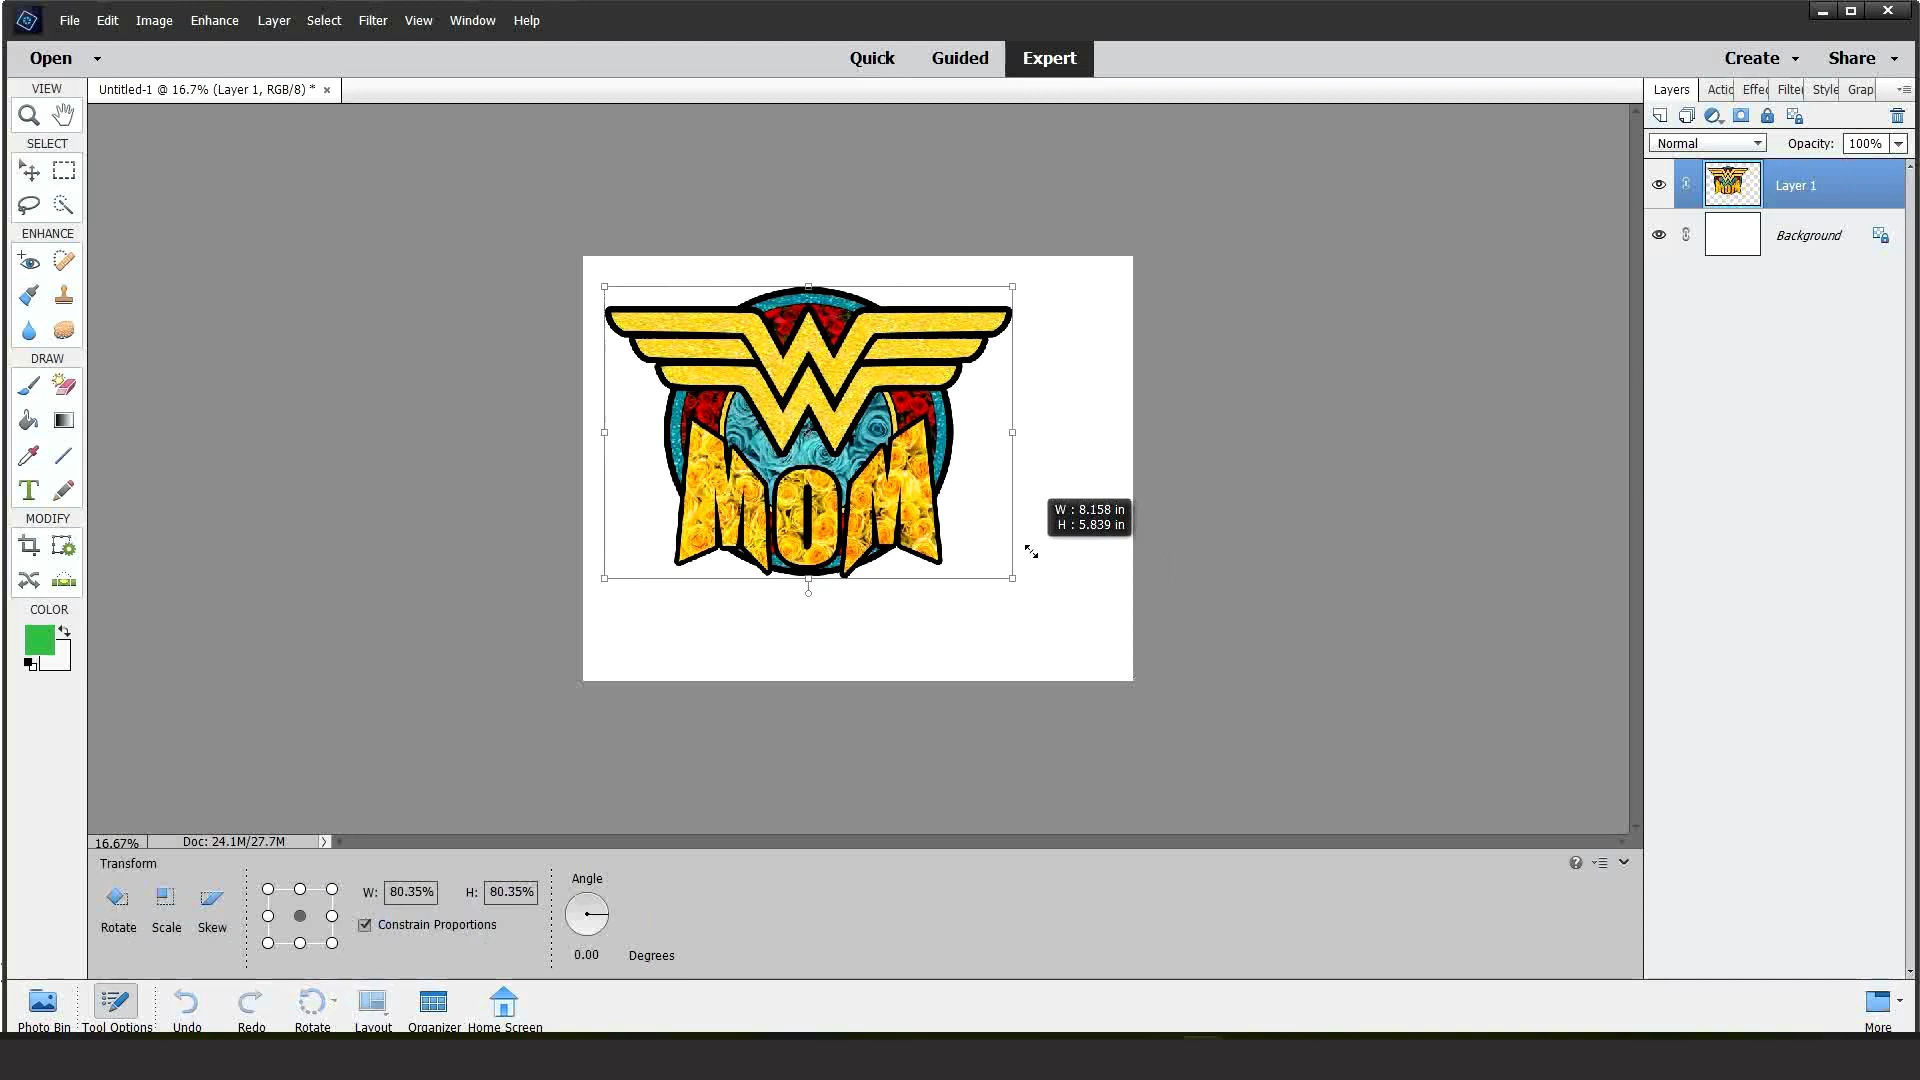 File Edit Image Enhance Layer Select Filter View Window Help
Open Quick Guided Expert Create Share
VIEW
Untitled-1 @ 16.7% (Layer 1, RGB/8) * ×
Layers Actic Effec Filter Style Grap
SELECT
Normal Opacity: 100%
Layer 1
Background
ENHANCE
DRAW
T
MODIFY
COLOR
W
MOM
W : 8.158 in
H : 5.839 in
16.67% Doc: 24.1M/27.7M
Transform
Rotate Scale Skew
W: 80.35% H: 80.35%
Constrain Proportions
Angle
0.00 Degrees
Photo Bin Tool Options Undo Redo Rotate Layout Organizer Home Screen More